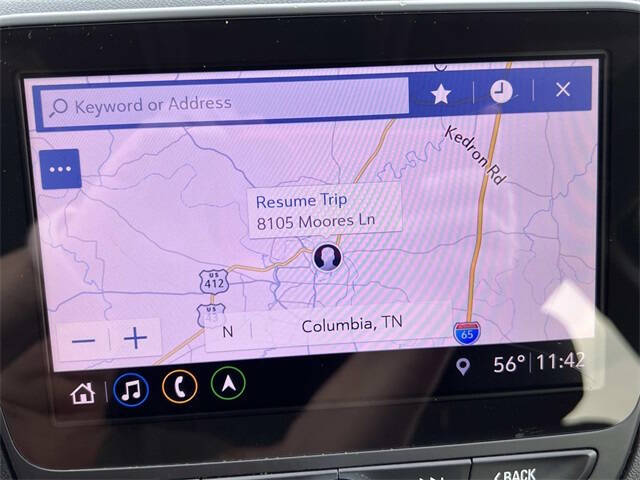 Keyword or Address
Kedron Rd
Resume Trip
8105 Moores Ln
US
412
US
43
N
Columbia, TN
65
56° 11:42
BACK